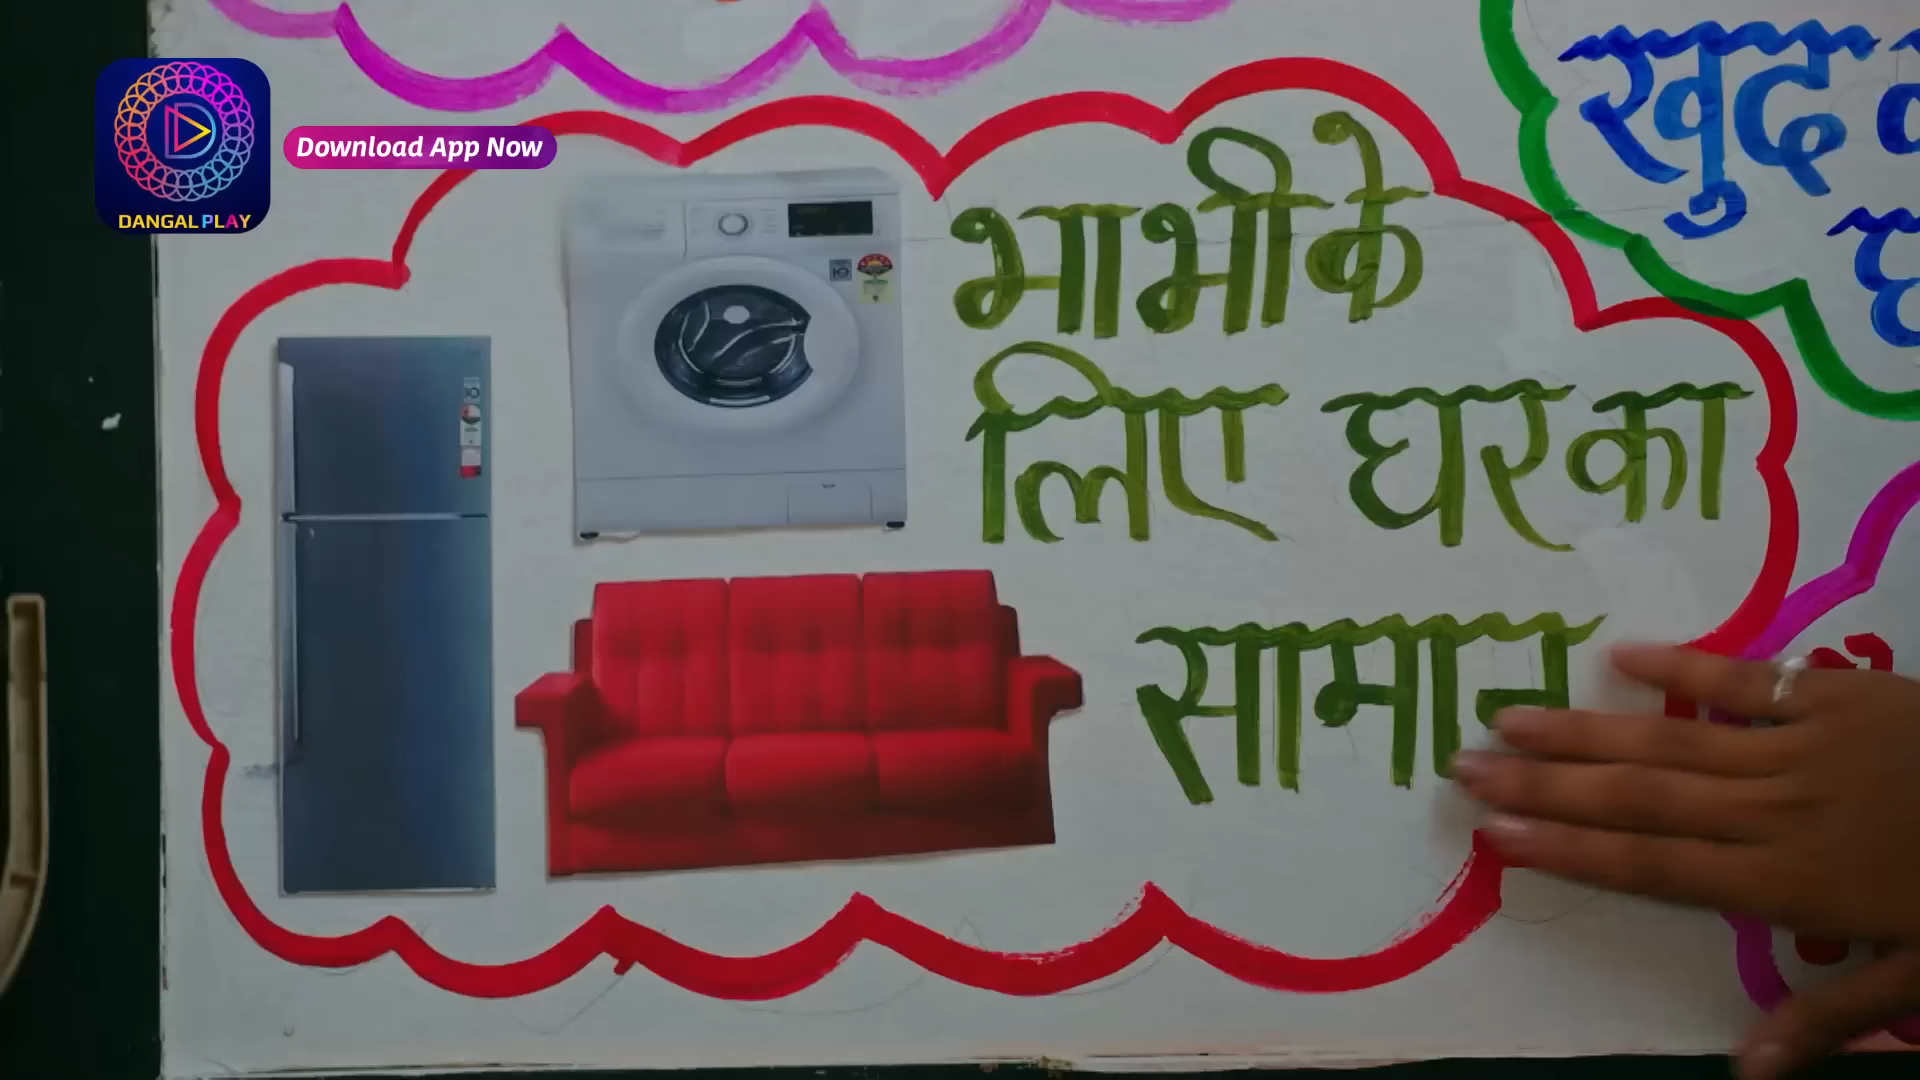 DANGAL PLAY
Download App Now
भाभी के
लिए घर का
सामान
खुद